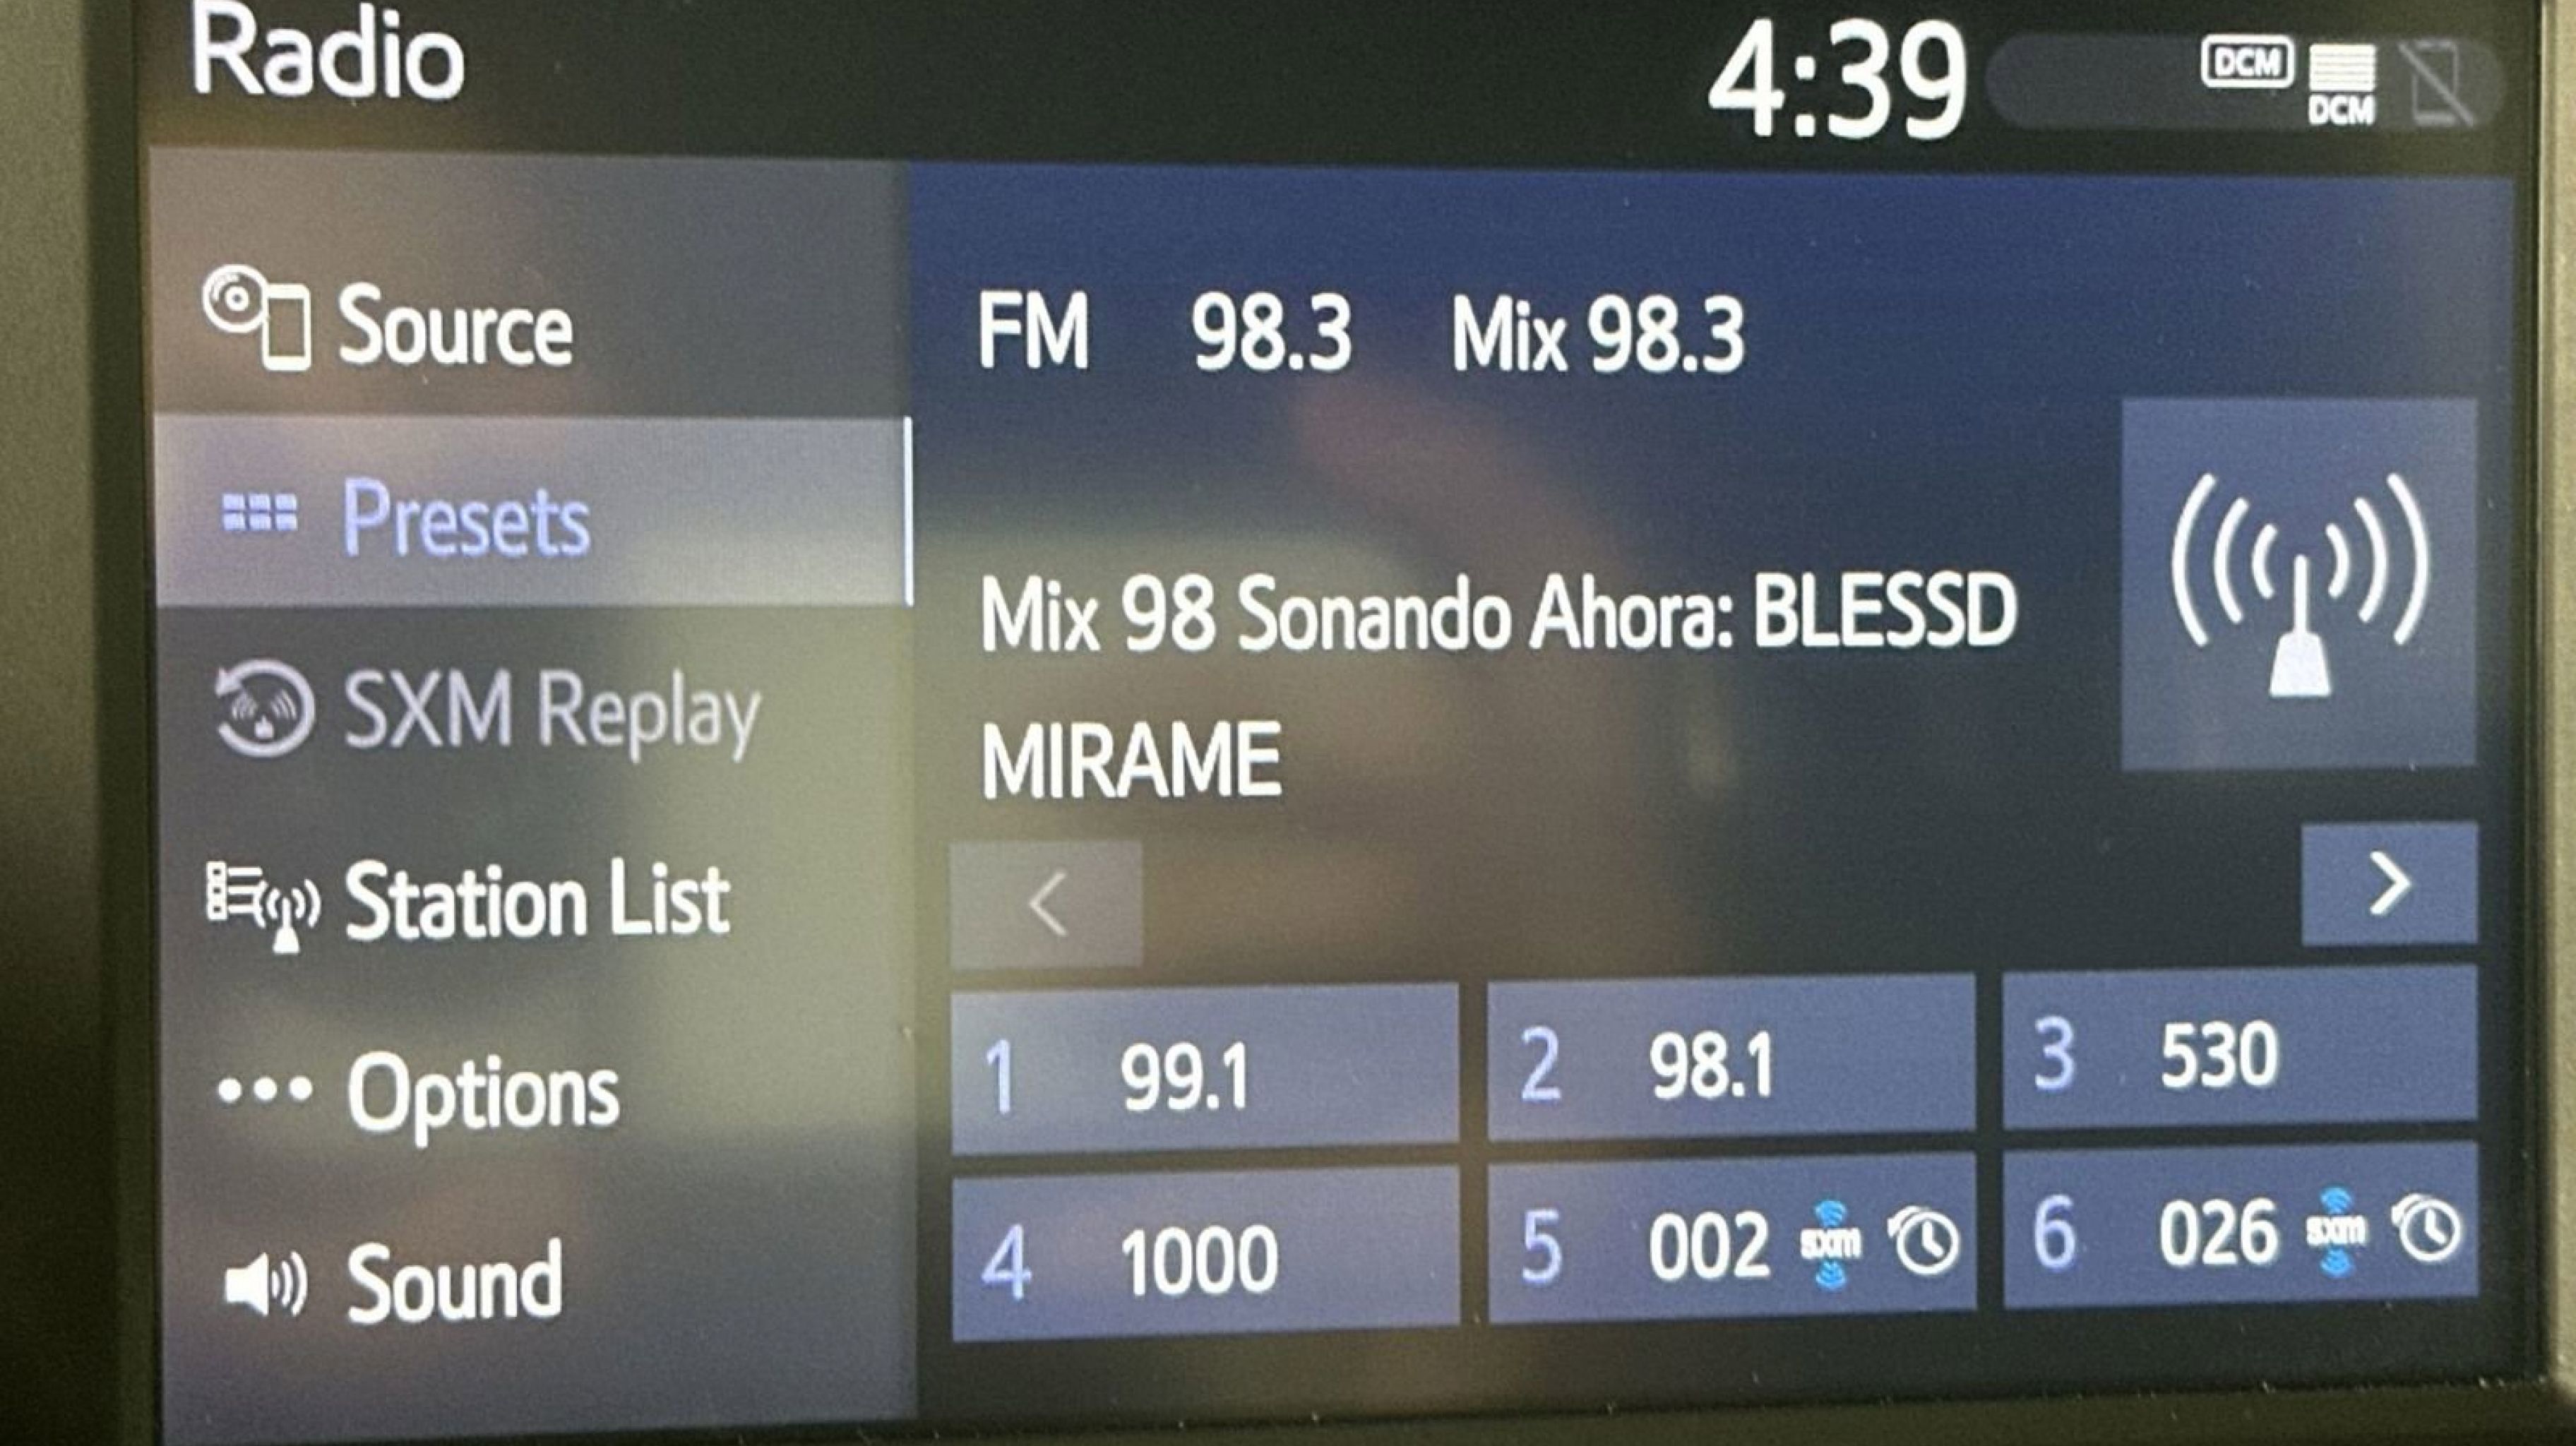 Radio
4:39
DCM
DCM
Source
Presets
SXM Replay
Station List
Options
Sound
FM 98.3 Mix 98.3
Mix 98 Sonando Ahora: BLESSD
MIRAME
<
>
1 99.1
2 98.1
3 530
4 1000
5 002 sxm
6 026 sxm